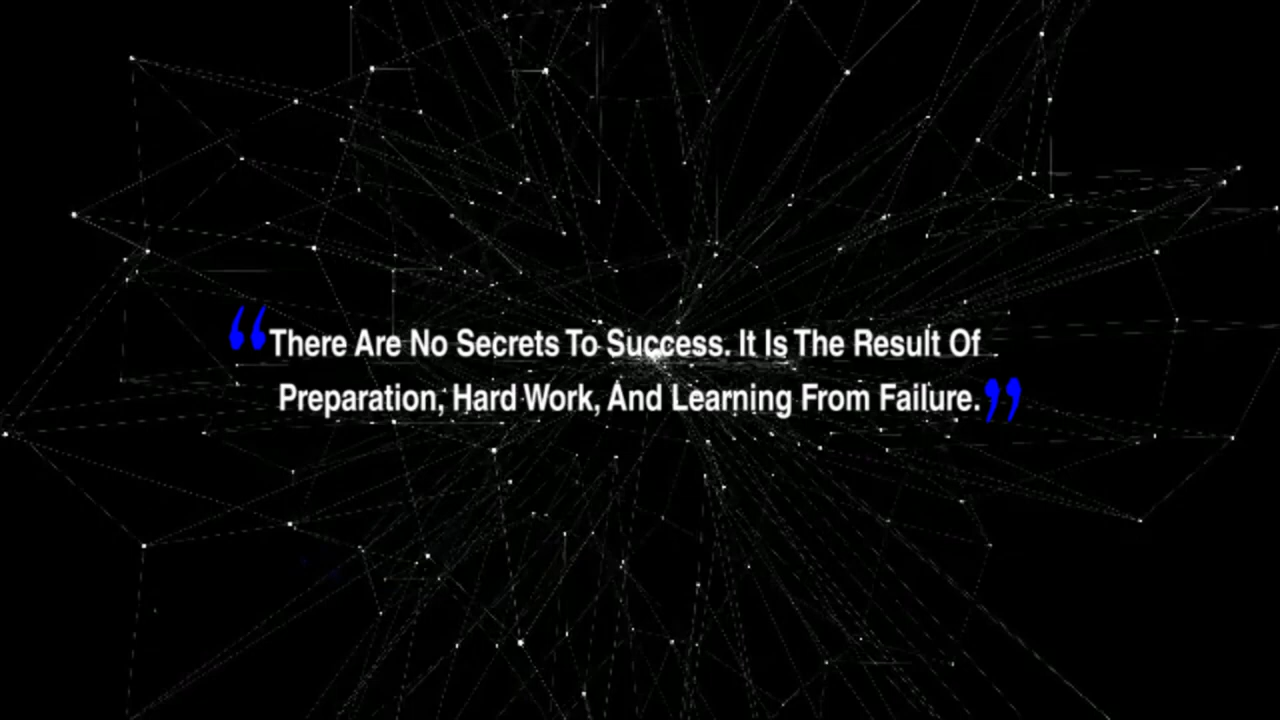 “There Are No Secrets To Success. It Is The Result Of
Preparation, Hard Work, And Learning From Failure.”